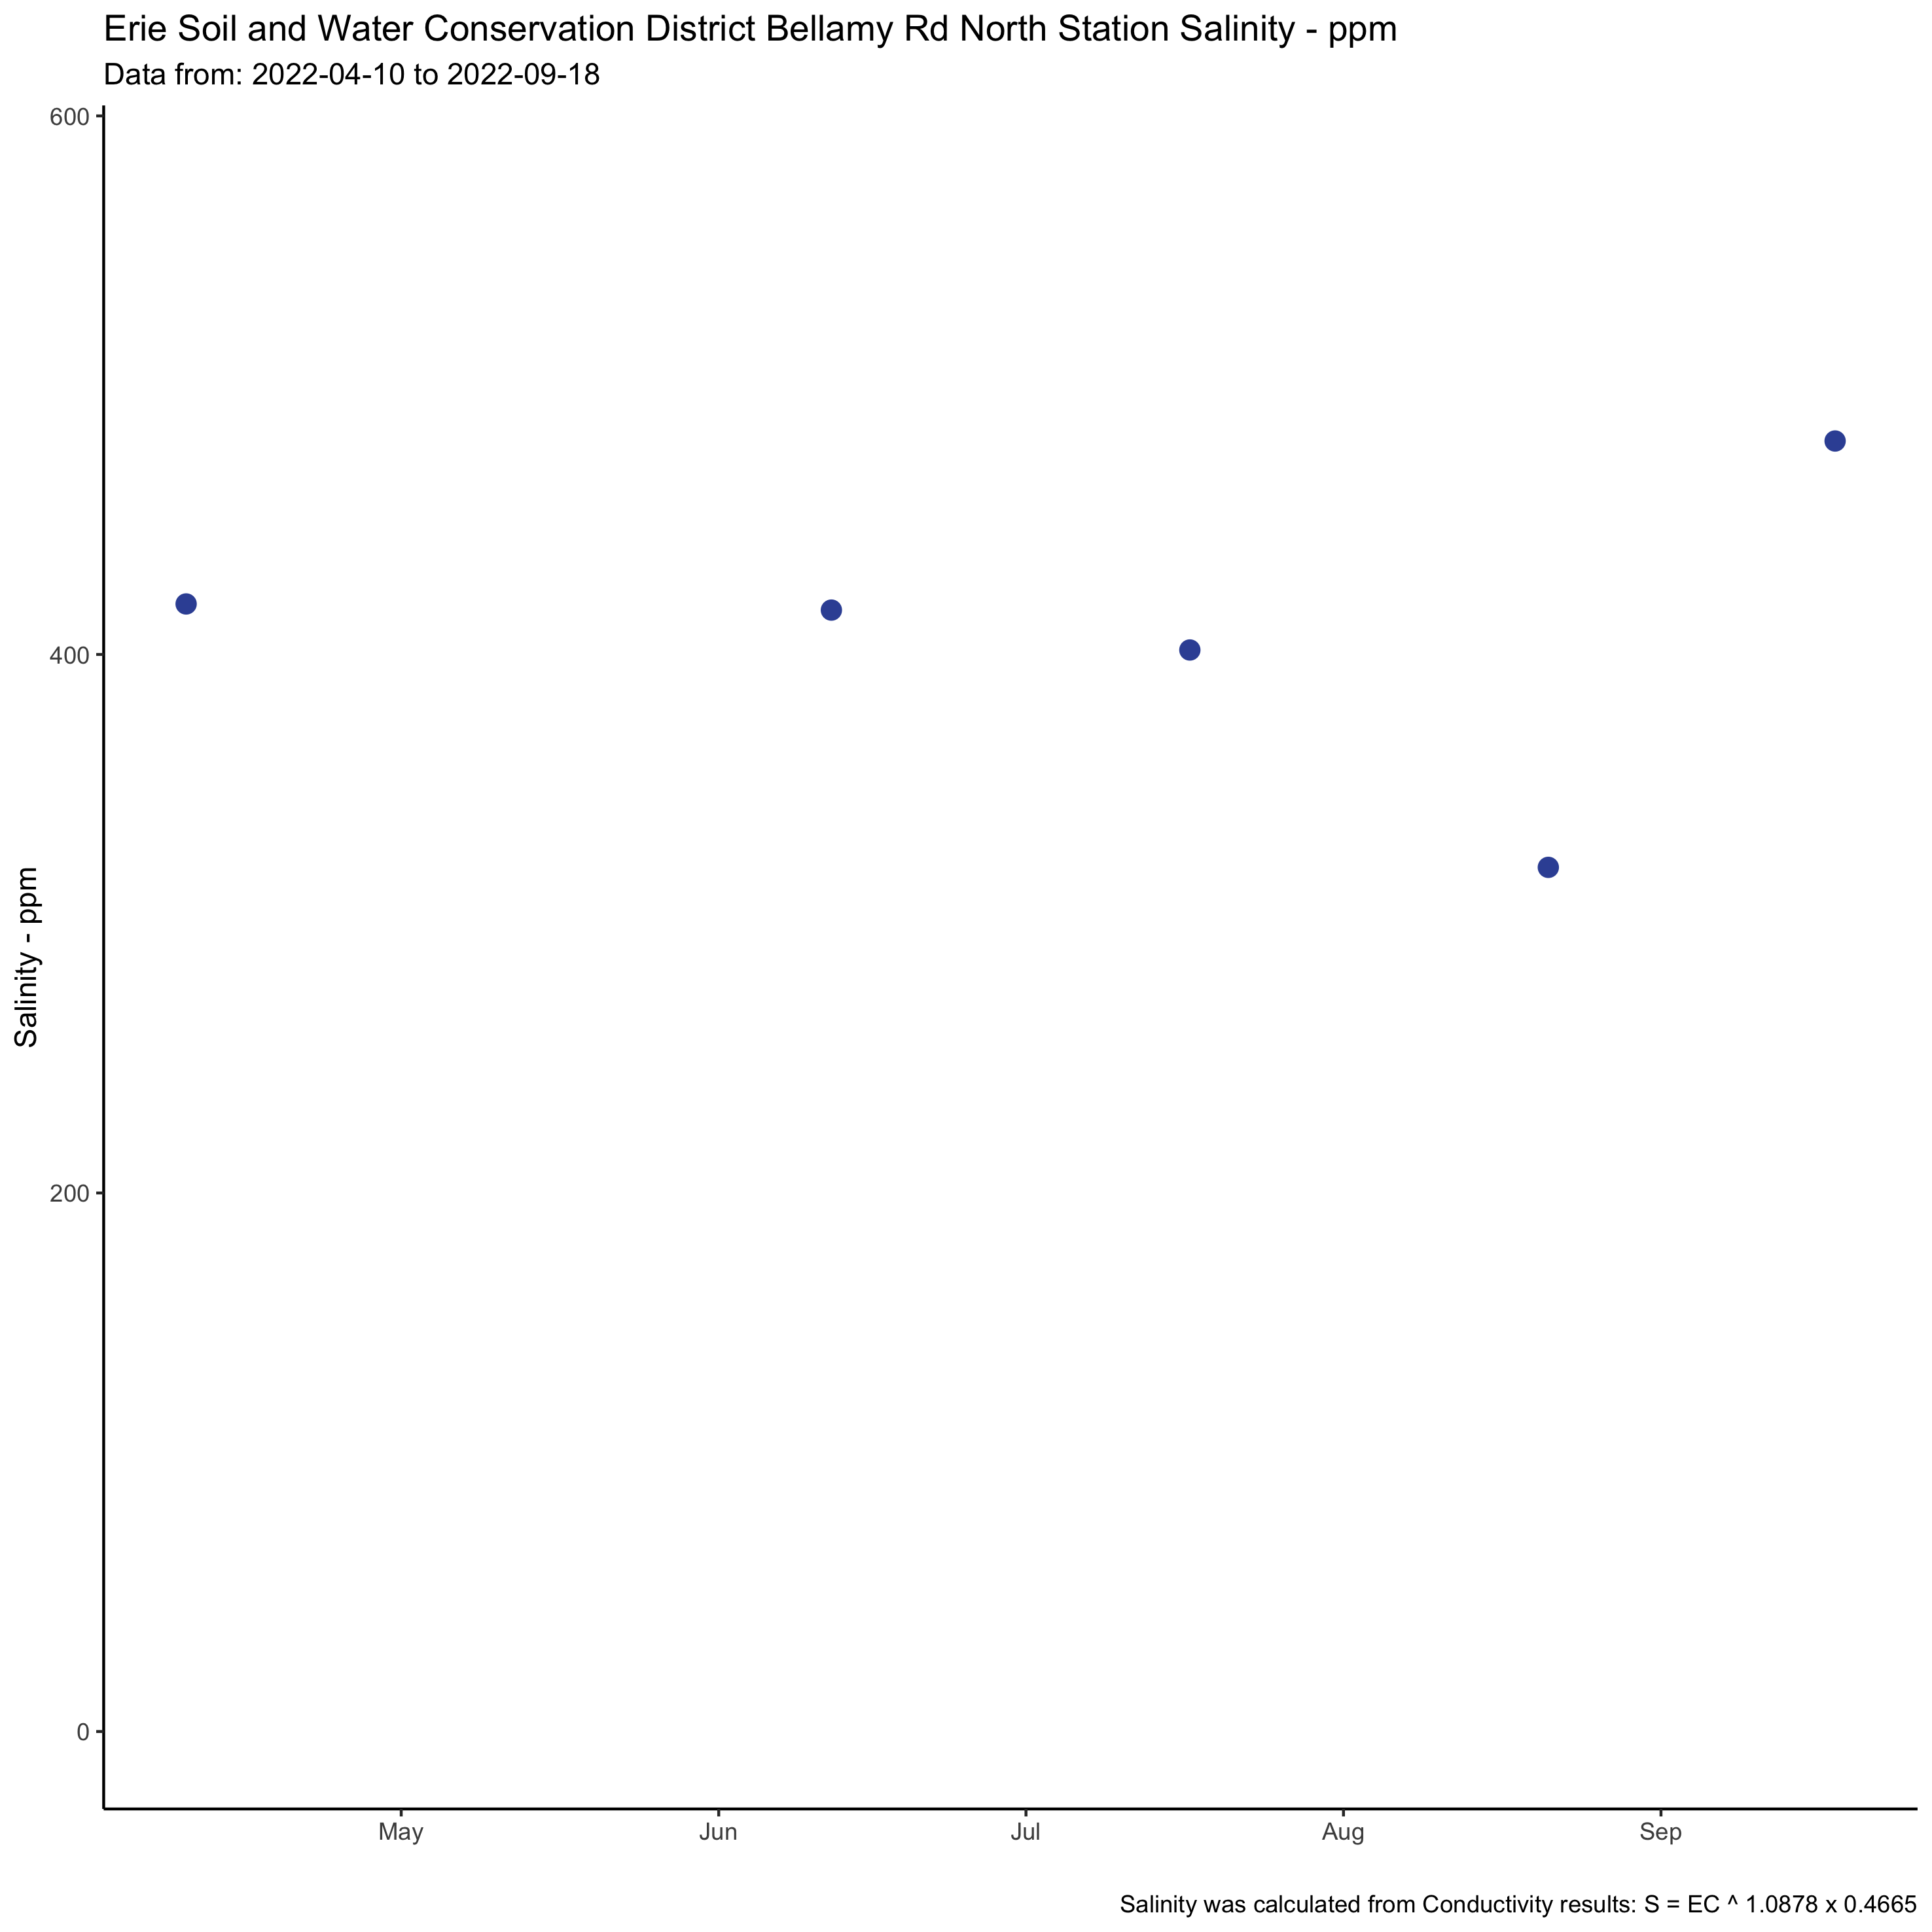 Erie Soil and Water Conservation District Bellamy Rd North Station Salinity - ppm
Data from: 2022-04-10 to 2022-09-18
600
400
200
0
Salinity - ppm
May Jun Jul Aug Sep
Salinity was calculated from Conductivity results: S = EC ^ 1.0878 x 0.4665